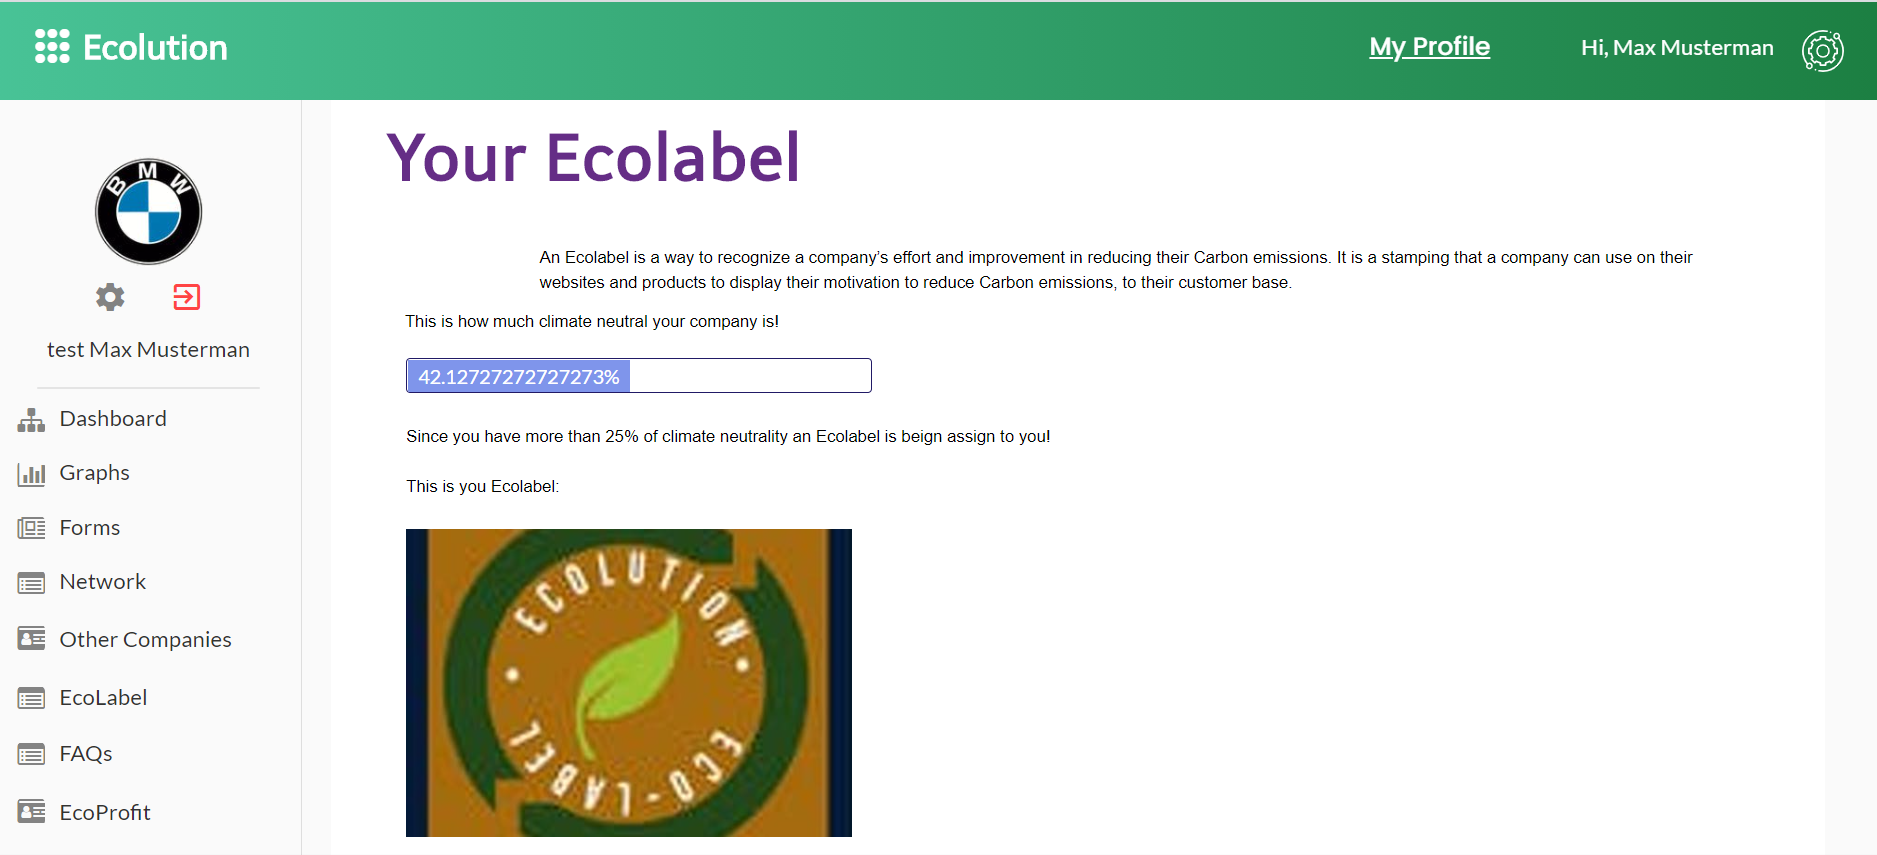 Ecolution
My Profile
Hi, Max Musterman
BMW
test Max Musterman
Dashboard
Graphs
Forms
Network
Other Companies
EcoLabel
FAQs
EcoProfit
Your Ecolabel
An Ecolabel is a way to recognize a company’s effort and improvement in reducing their Carbon emissions. It is a stamping that a company can use on their
websites and products to display their motivation to reduce Carbon emissions, to their customer base.
This is how much climate neutral your company is!
42.12727272727273%
Since you have more than 25% of climate neutrality an Ecolabel is beign assign to you!
This is you Ecolabel:
ECOLUTION
ECO-LABEL